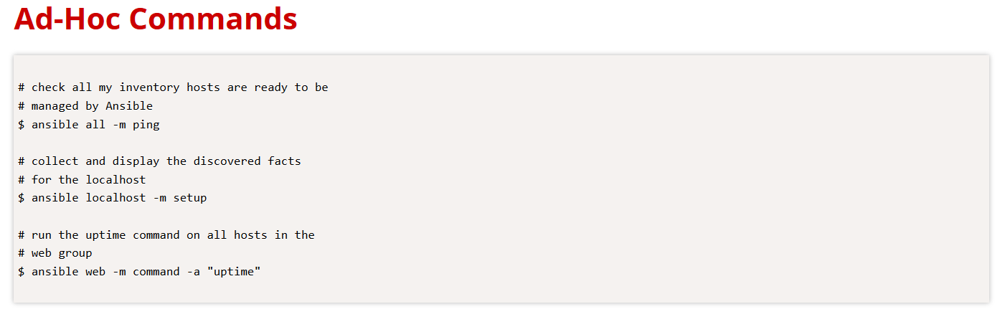 Ad-Hoc Commands
# check all my inventory hosts are ready to be
# managed by Ansible
$ ansible all -m ping
# collect and display the discovered facts
# for the localhost
$ ansible localhost -m setup
# run the uptime command on all hosts in the
# web group
$ ansible web -m command -a "uptime"